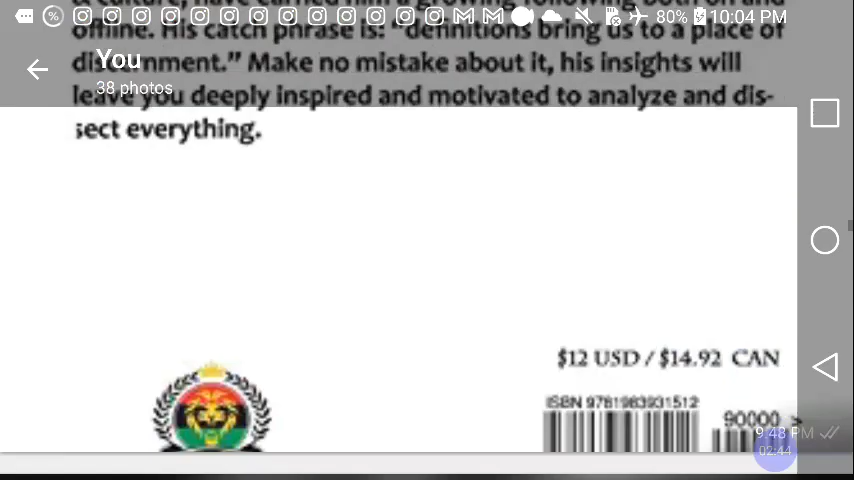 80% 10:04 PM
offline. His catch phrase is: "definitions bring us to a place of
You
discernment." Make no mistake about it, his insights will
38 photos
leave you deeply inspired and motivated to analyze and dis-
sect everything.
$12 USD / $14.92 CAN
ISBN 9781983931512
90000 >
9:48 PM
02:44